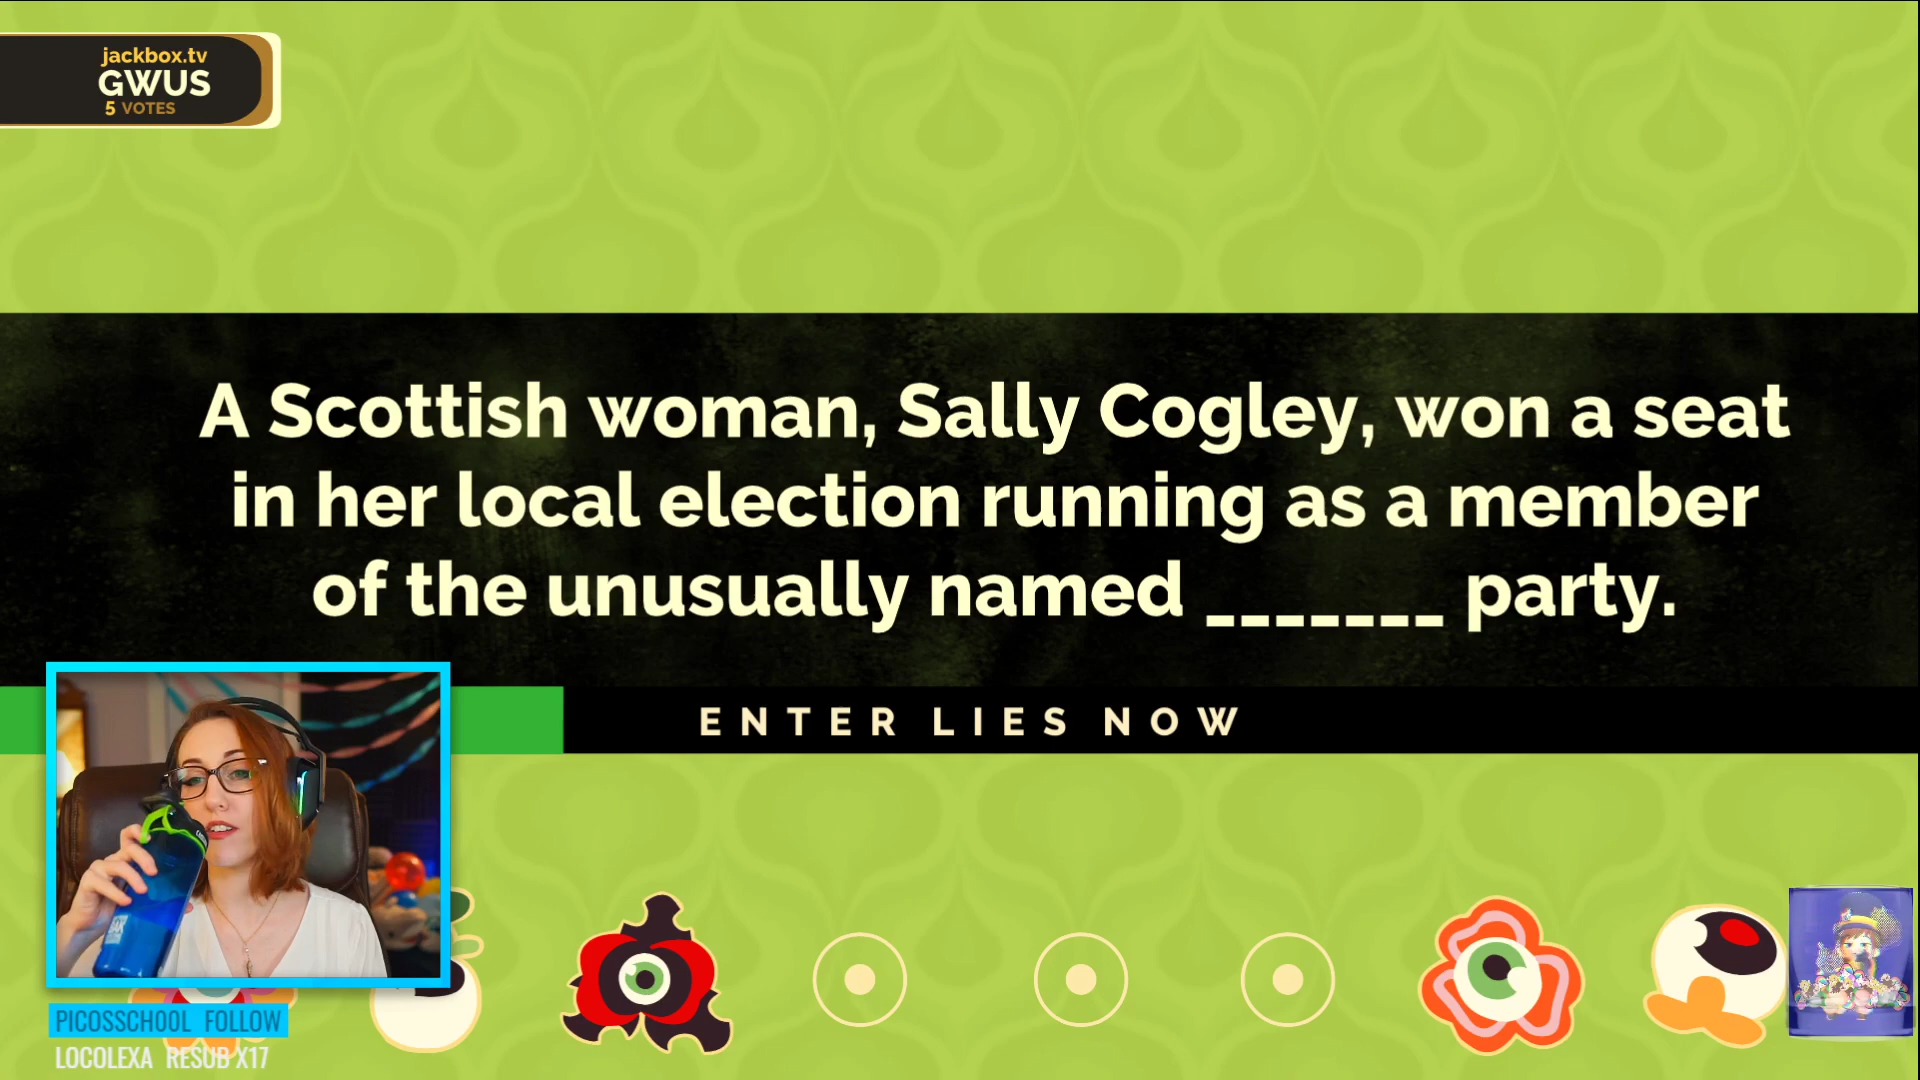 jackbox.tv
GWUS
5 VOTES
A Scottish woman, Sally Cogley, won a seat
in her local election running as a member
of the unusually named _______ party.
ENTER LIES NOW
PICOSSCHOOL FOLLOW
LOCOLEXA RESUB X17